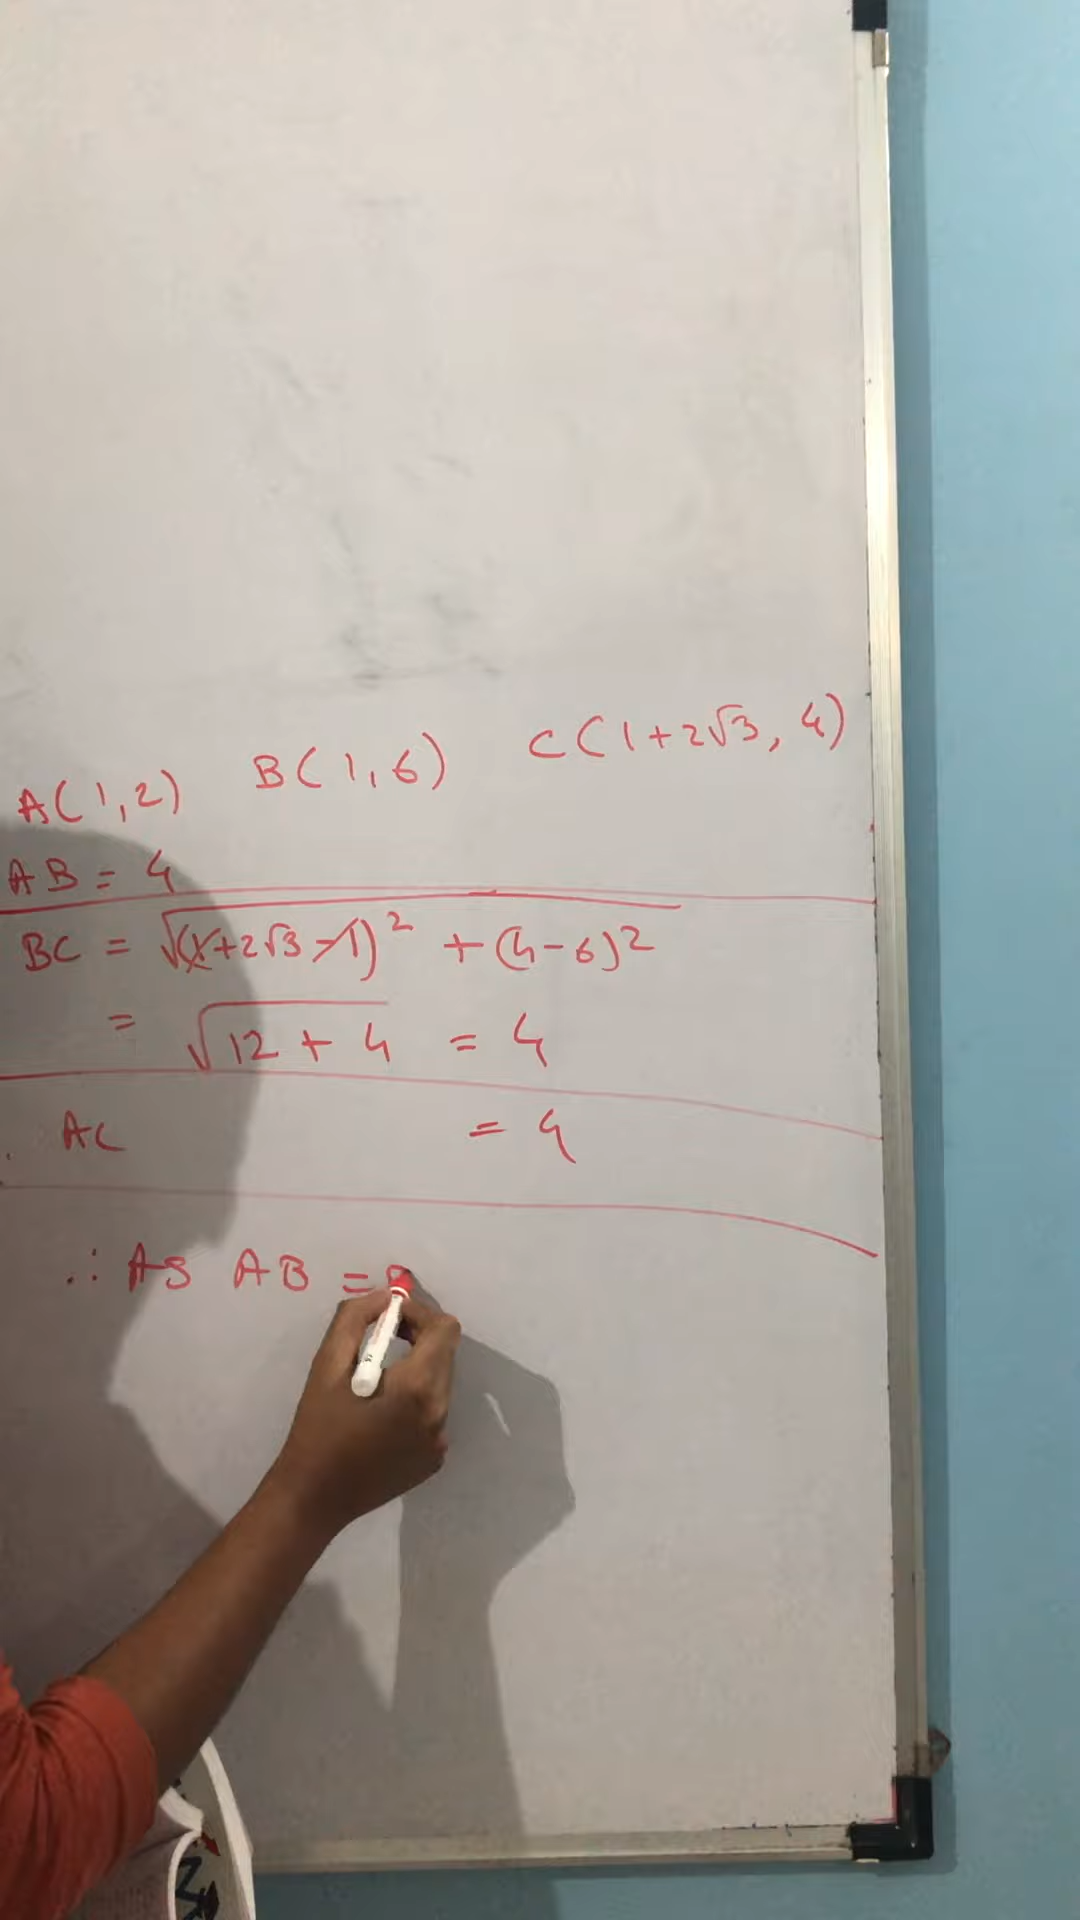 A(1,2) B(1,6) C(1+2√3, 4)
AB = 4
BC = √(1+2√3-1)² + (4-6)²
= √12 + 4 = 4
AC = 4
∴ AS AB =